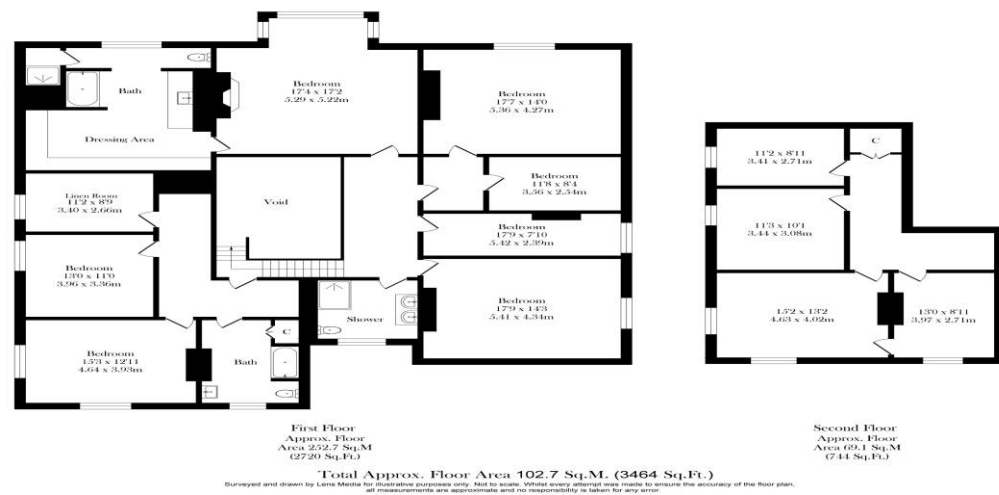 Bath
Dressing Area
Bedroom
17'4 x 17'2
5.29 x 5.22m
Bedroom
17'7 x 14'0
5.36 x 4.27m
Linen Room
11'2 x 8'9
3.40 x 2.66m
Void
Bedroom
11'8 x 8'4
3.56 x 2.54m
Bedroom
17'9 x 7'10
5.42 x 2.39m
Bedroom
13'0 x 11'0
3.96 x 3.36m
Bedroom
17'9 x 14'3
5.41 x 4.34m
Shower
Bedroom
15'3 x 12'11
4.64 x 3.93m
C
Bath
First Floor
Approx. Floor
Area 252.7 Sq.M
(2720 Sq.Ft.)
C
11'2 x 8'11
3.41 x 2.71m
11'3 x 10'1
3.44 x 3.08m
15'2 x 13'2
4.63 x 4.02m
13'0 x 8'11
3.97 x 2.71m
Second Floor
Approx. Floor
Area 69.1 Sq.M
(744 Sq.Ft.)
Total Approx. Floor Area 102.7 Sq.M. (3464 Sq.Ft.)
Surveyed and drawn by Lens Media for illustrative purposes only. Not to scale. Whilst every attempt was made to ensure the accuracy of the floor plan,
all measurements are approximate and no responsibility is taken for any error.